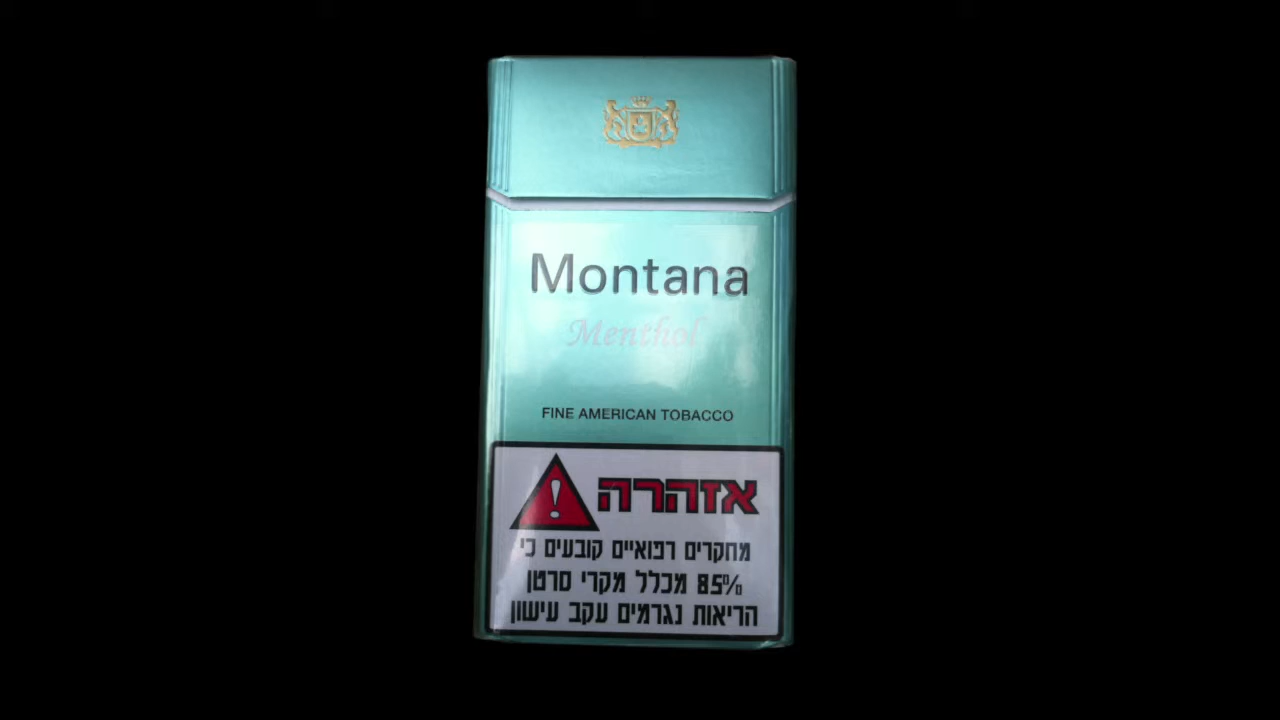 Montana
Menthol
FINE AMERICAN TOBACCO
אזהרה
מחקרים רפואיים קובעים כי
85% מכלל מקרי סרטן
הריאות נגרמים עקב עישון